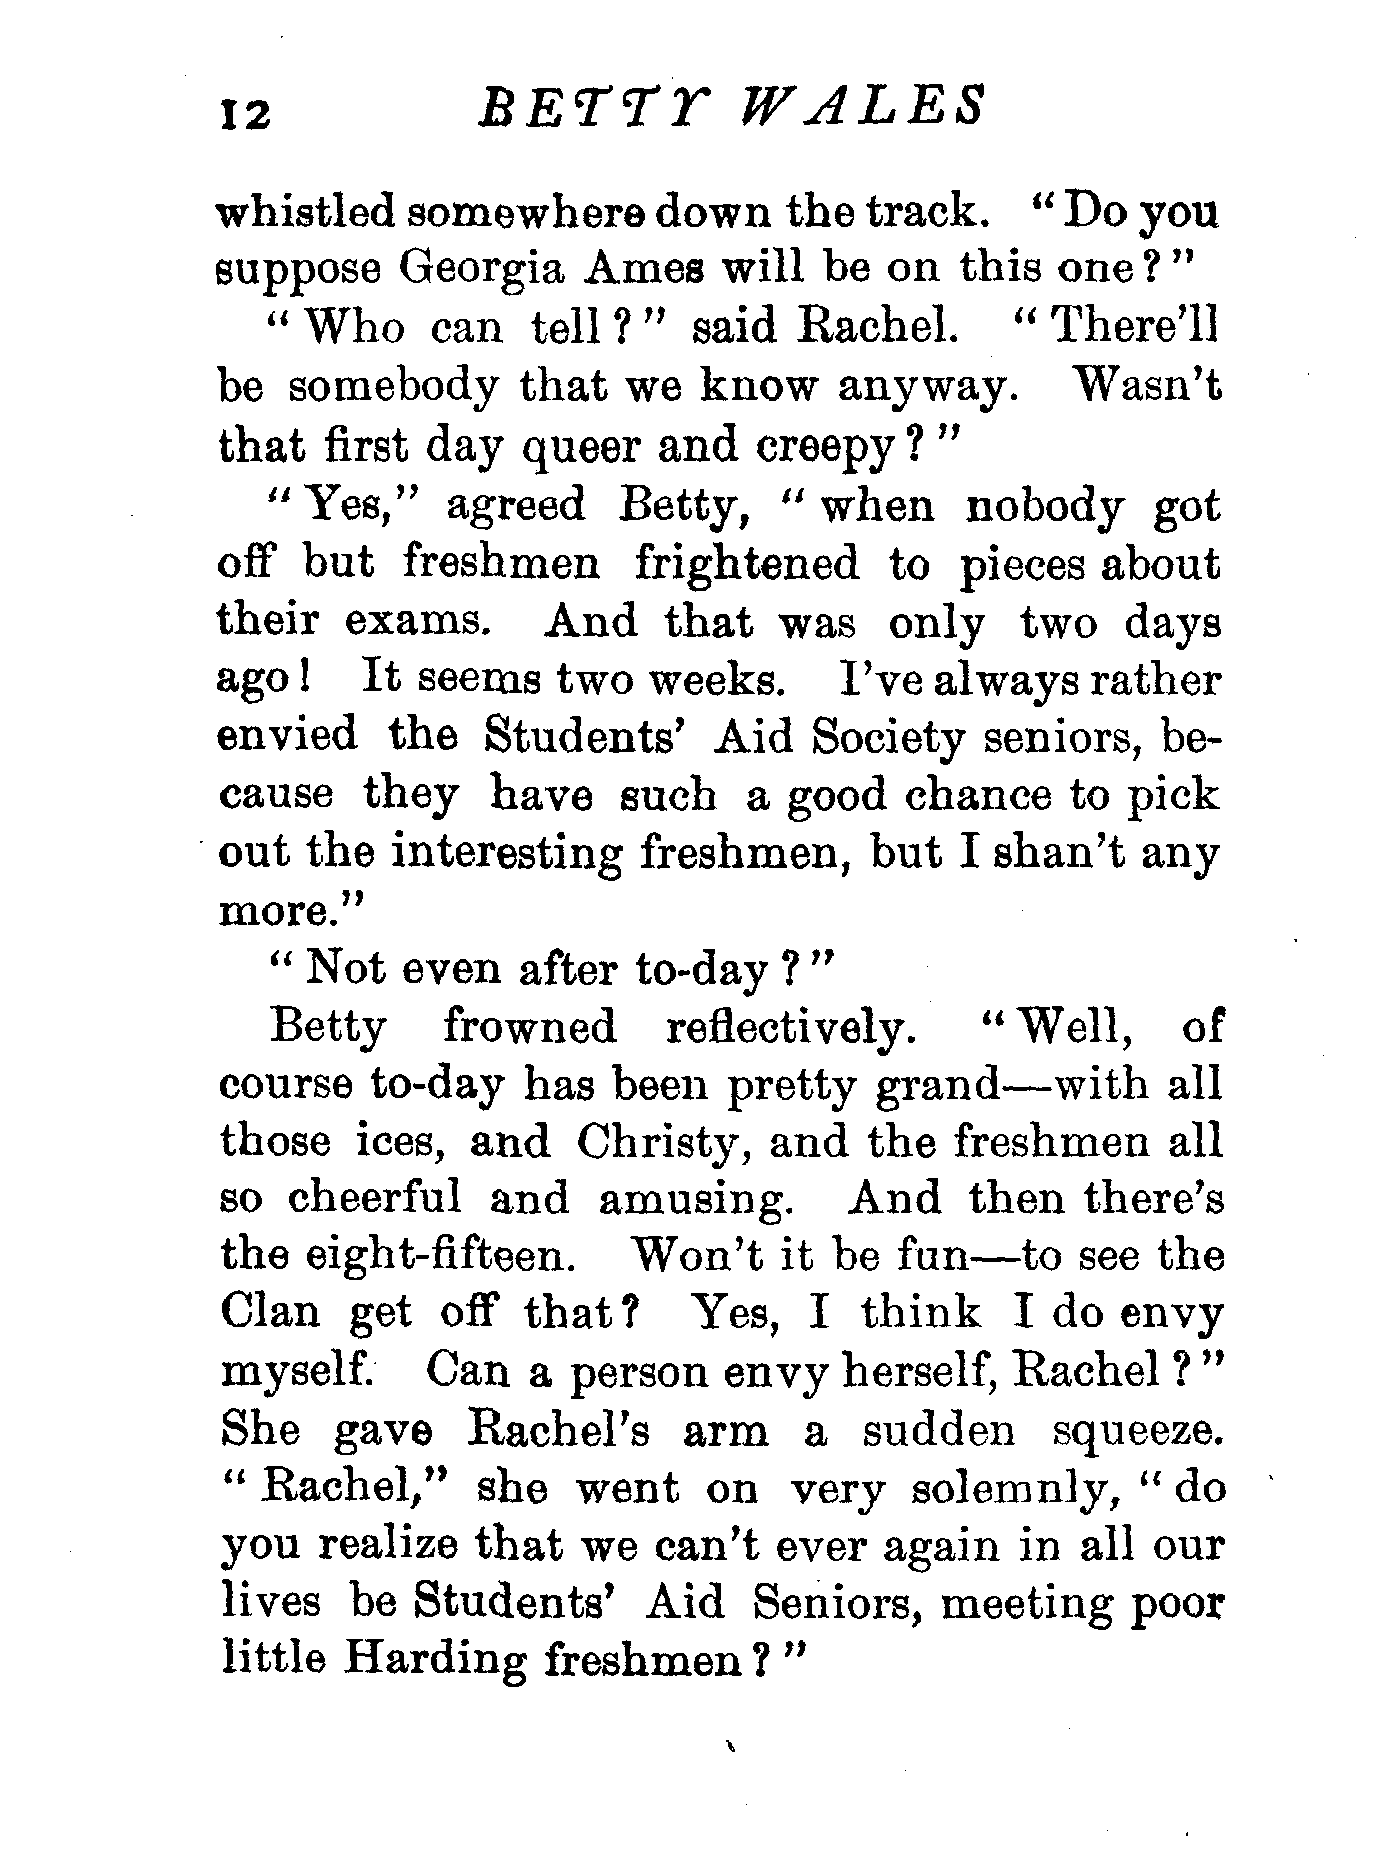 12 BETTY WALES
whistled somewhere down the track. “Do you
suppose Georgia Ames will be on this one?”
“Who can tell?” said Rachel. “There’ll
be somebody that we know anyway. Wasn’t
that first day queer and creepy?”
“Yes,” agreed Betty, “when nobody got
off but freshmen frightened to pieces about
their exams. And that was only two days
ago! It seems two weeks. I’ve always rather
envied the Students’ Aid Society seniors, be-
cause they have such a good chance to pick
out the interesting freshmen, but I shan’t any
more.”
“Not even after to-day?”
Betty frowned reflectively. “Well, of
course to-day has been pretty grand—with all
those ices, and Christy, and the freshmen all
so cheerful and amusing. And then there’s
the eight-fifteen. Won’t it be fun—to see the
Clan get off that? Yes, I think I do envy
myself. Can a person envy herself, Rachel?”
She gave Rachel’s arm a sudden squeeze.
“Rachel,” she went on very solemnly, “do
you realize that we can’t ever again in all our
lives be Students’ Aid Seniors, meeting poor
little Harding freshmen?”